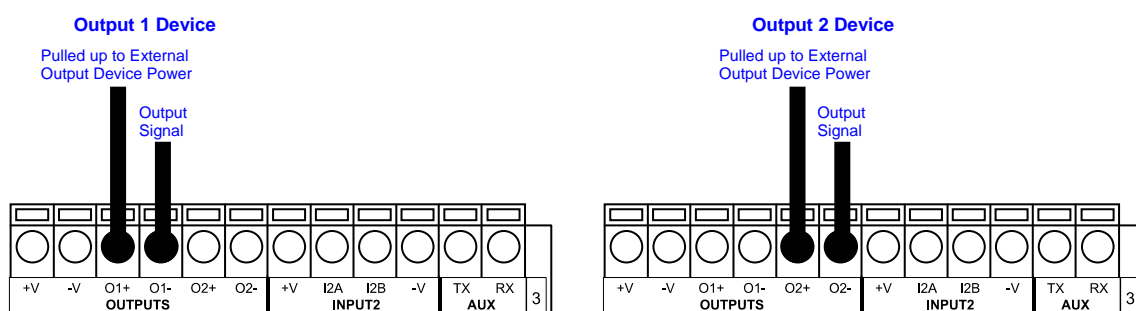 Output 1 Device
Pulled up to External
Output Device Power
Output
Signal
+V -V O1+ O1- O2+ O2- +V I2A I2B -V TX RX
OUTPUTS INPUT2 AUX 3
Output 2 Device
Pulled up to External
Output Device Power
Output
Signal
+V -V O1+ O1- O2+ O2- +V I2A I2B -V TX RX
OUTPUTS INPUT2 AUX 3